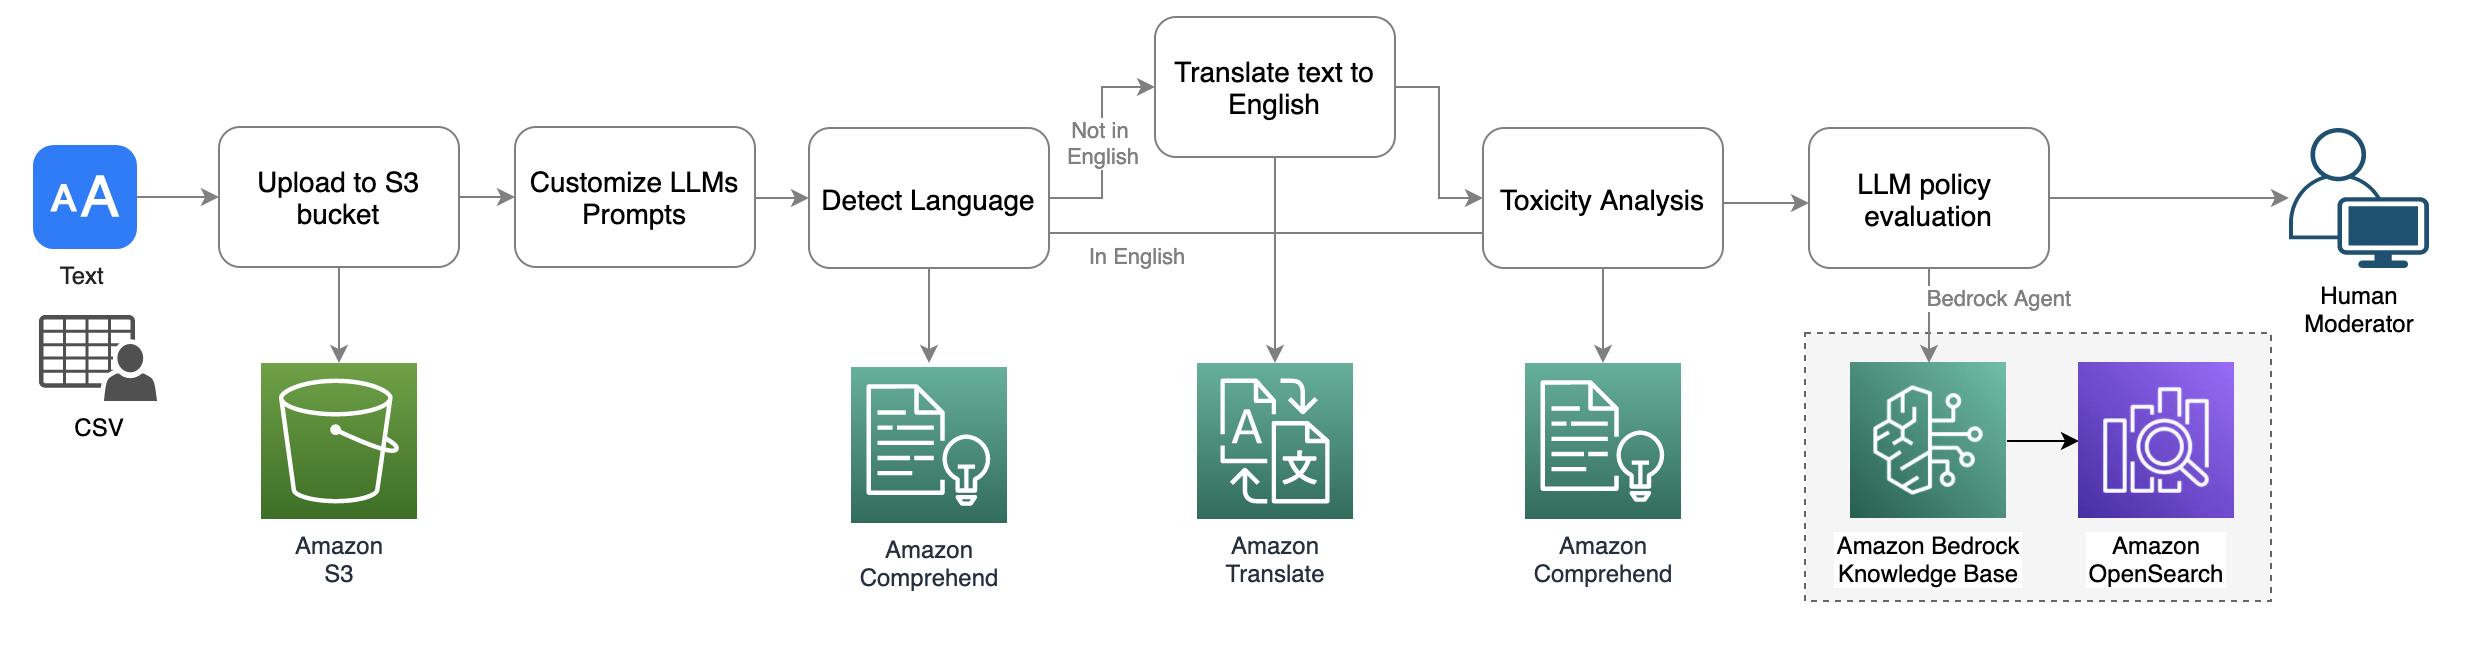 AA
Text
CSV
Upload to S3
bucket
Amazon
S3
Customize LLMs
Prompts
Detect Language
Amazon
Comprehend
Not in
English
In English
Translate text to
English
A
文
Amazon
Translate
Toxicity Analysis
Amazon
Comprehend
LLM policy
evaluation
Bedrock Agent
Amazon Bedrock
Knowledge Base
Amazon
OpenSearch
Human
Moderator